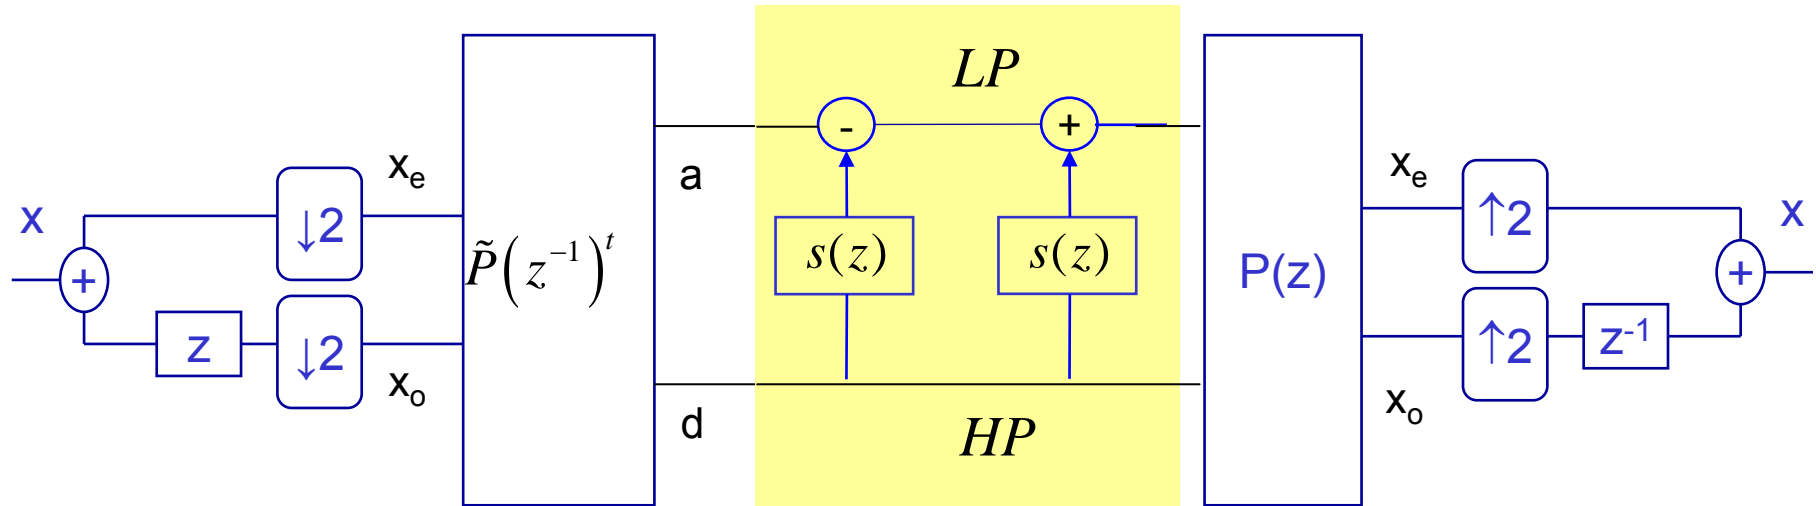 x
+
z
↓2
↓2
xₑ
xₒ
P̃(z⁻¹)ᵗ
a
d
LP
-
+
s(z)
s(z)
HP
P(z)
xₑ
xₒ
↑2
↑2
z⁻¹
+
x